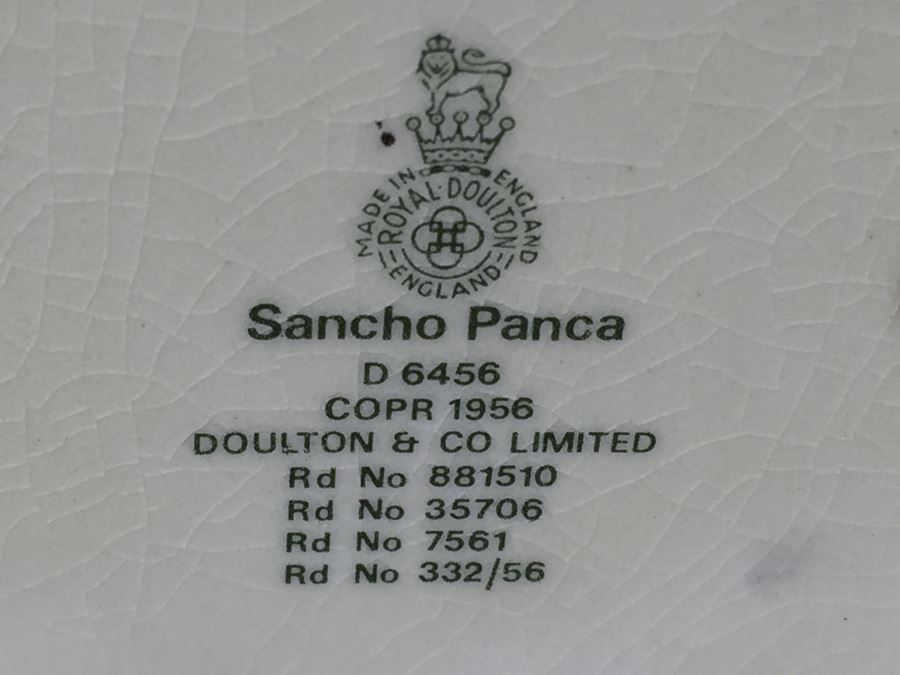 MADE IN ENGLAND
ROYAL·DOULTON
ENGLAND
Sancho Panca
D 6456
COPR 1956
DOULTON & CO LIMITED
Rd No 881510
Rd No 35706
Rd No 7561
Rd No 332/56